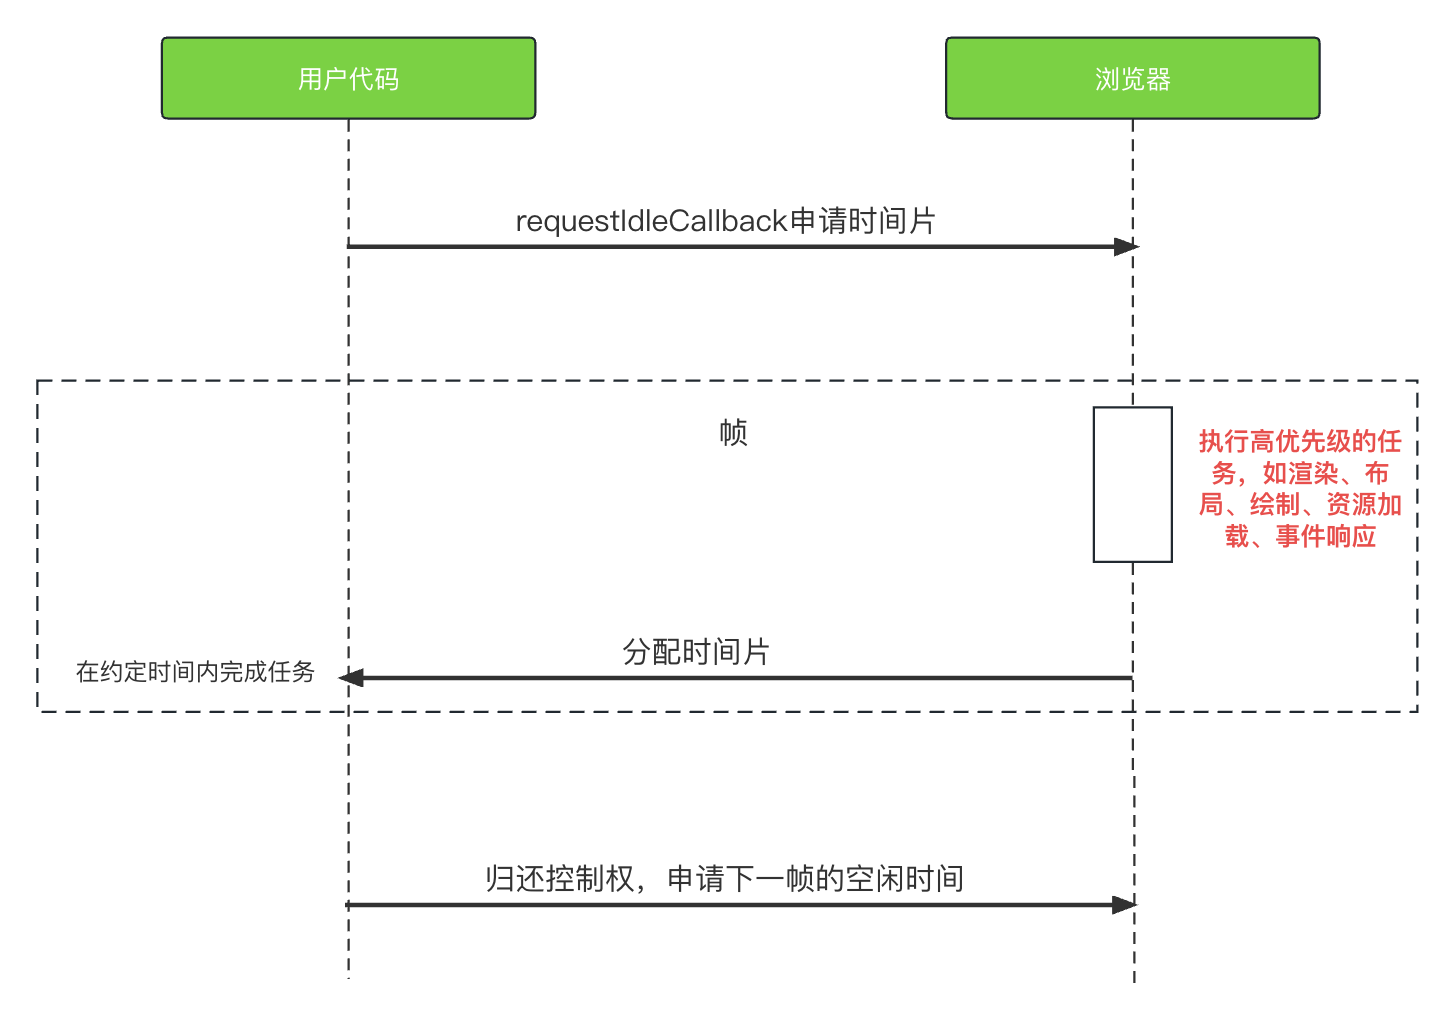 用户代码
浏览器
requestIdleCallback申请时间片
帧
执行高优先级的任
务，如渲染、布
局、绘制、资源加
载、事件响应
分配时间片
在约定时间内完成任务
归还控制权，申请下一帧的空闲时间